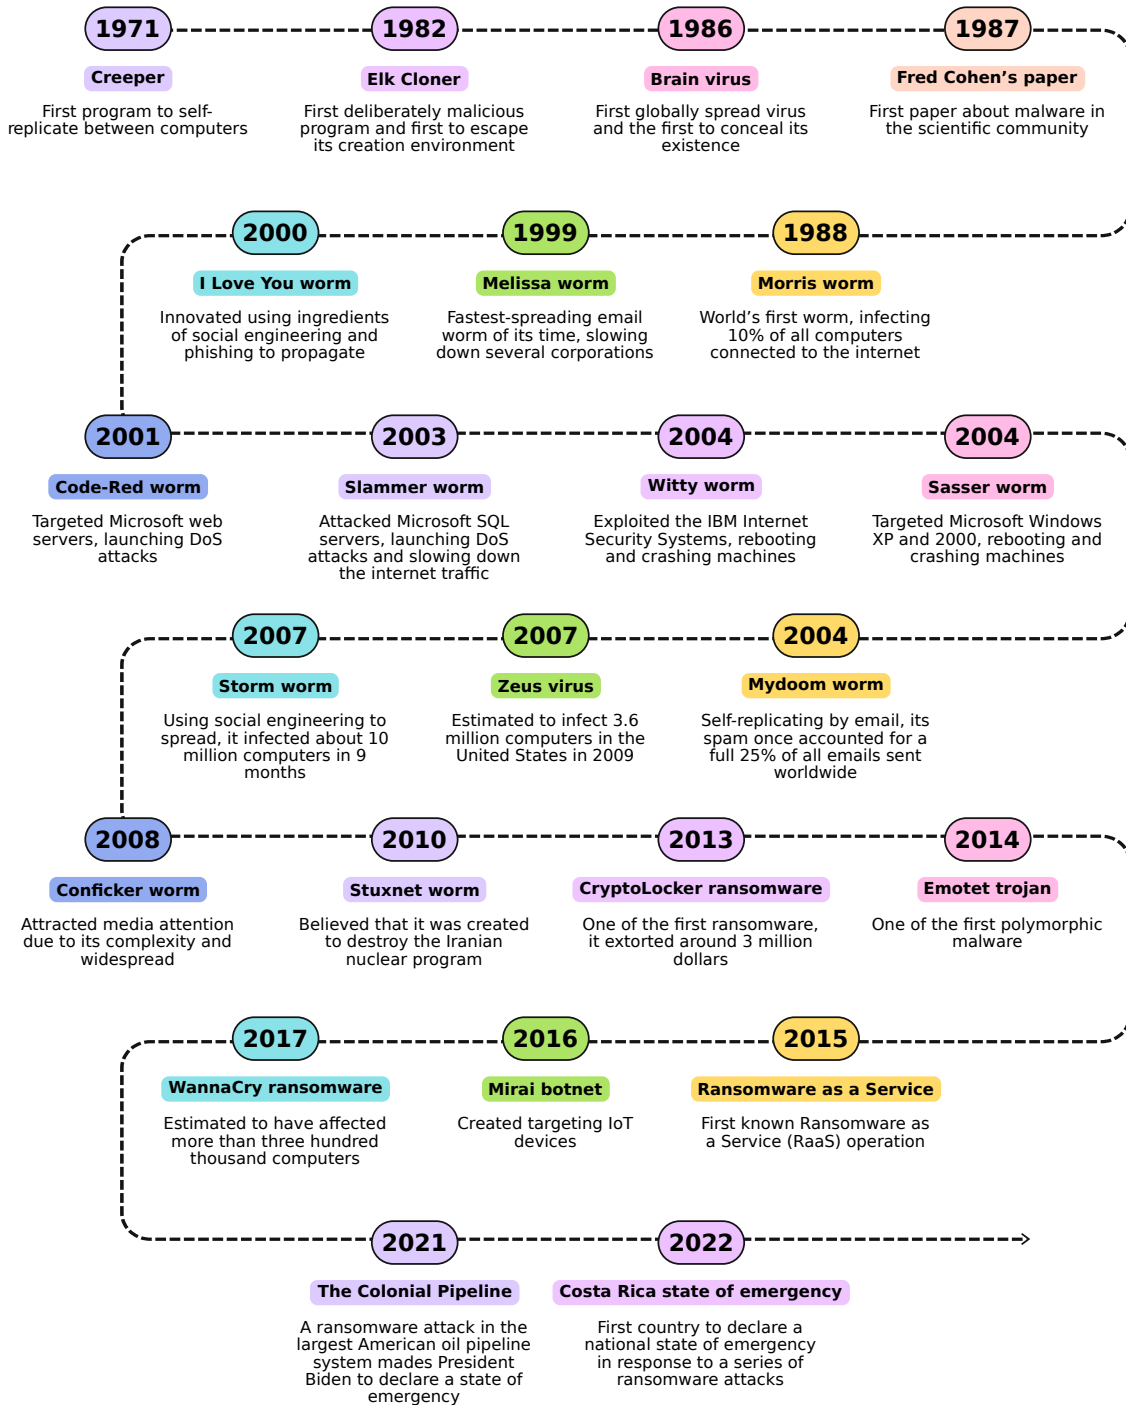 1971
Creeper
First program to self-
replicate between computers
1982
Elk Cloner
First deliberately malicious
program and first to escape
its creation environment
1986
Brain virus
First globally spread virus
and the first to conceal its
existence
1987
Fred Cohen's paper
First paper about malware in
the scientific community
1988
Morris worm
World's first worm, infecting
10% of all computers
connected to the internet
1999
Melissa worm
Fastest-spreading email
worm of its time, slowing
down several corporations
2000
I Love You worm
Innovated using ingredients
of social engineering and
phishing to propagate
2001
Code-Red worm
Targeted Microsoft web
servers, launching DoS
attacks
2003
Slammer worm
Attacked Microsoft SQL
servers, launching DoS
attacks and slowing down
the internet traffic
2004
Witty worm
Exploited the IBM Internet
Security Systems, rebooting
and crashing machines
2004
Sasser worm
Targeted Microsoft Windows
XP and 2000, rebooting and
crashing machines
2004
Mydoom worm
Self-replicating by email, its
spam once accounted for a
full 25% of all emails sent
worldwide
2007
Zeus virus
Estimated to infect 3.6
million computers in the
United States in 2009
2007
Storm worm
Using social engineering to
spread, it infected about 10
million computers in 9
months
2008
Conficker worm
Attracted media attention
due to its complexity and
widespread
2010
Stuxnet worm
Believed that it was created
to destroy the Iranian
nuclear program
2013
CryptoLocker ransomware
One of the first ransomware,
it extorted around 3 million
dollars
2014
Emotet trojan
One of the first polymorphic
malware
2015
Ransomware as a Service
First known Ransomware as
a Service (RaaS) operation
2016
Mirai botnet
Created targeting IoT
devices
2017
WannaCry ransomware
Estimated to have affected
more than three hundred
thousand computers
2021
The Colonial Pipeline
A ransomware attack in the
largest American oil pipeline
system mades President
Biden to declare a state of
emergency
2022
Costa Rica state of emergency
First country to declare a
national state of emergency
in response to a series of
ransomware attacks